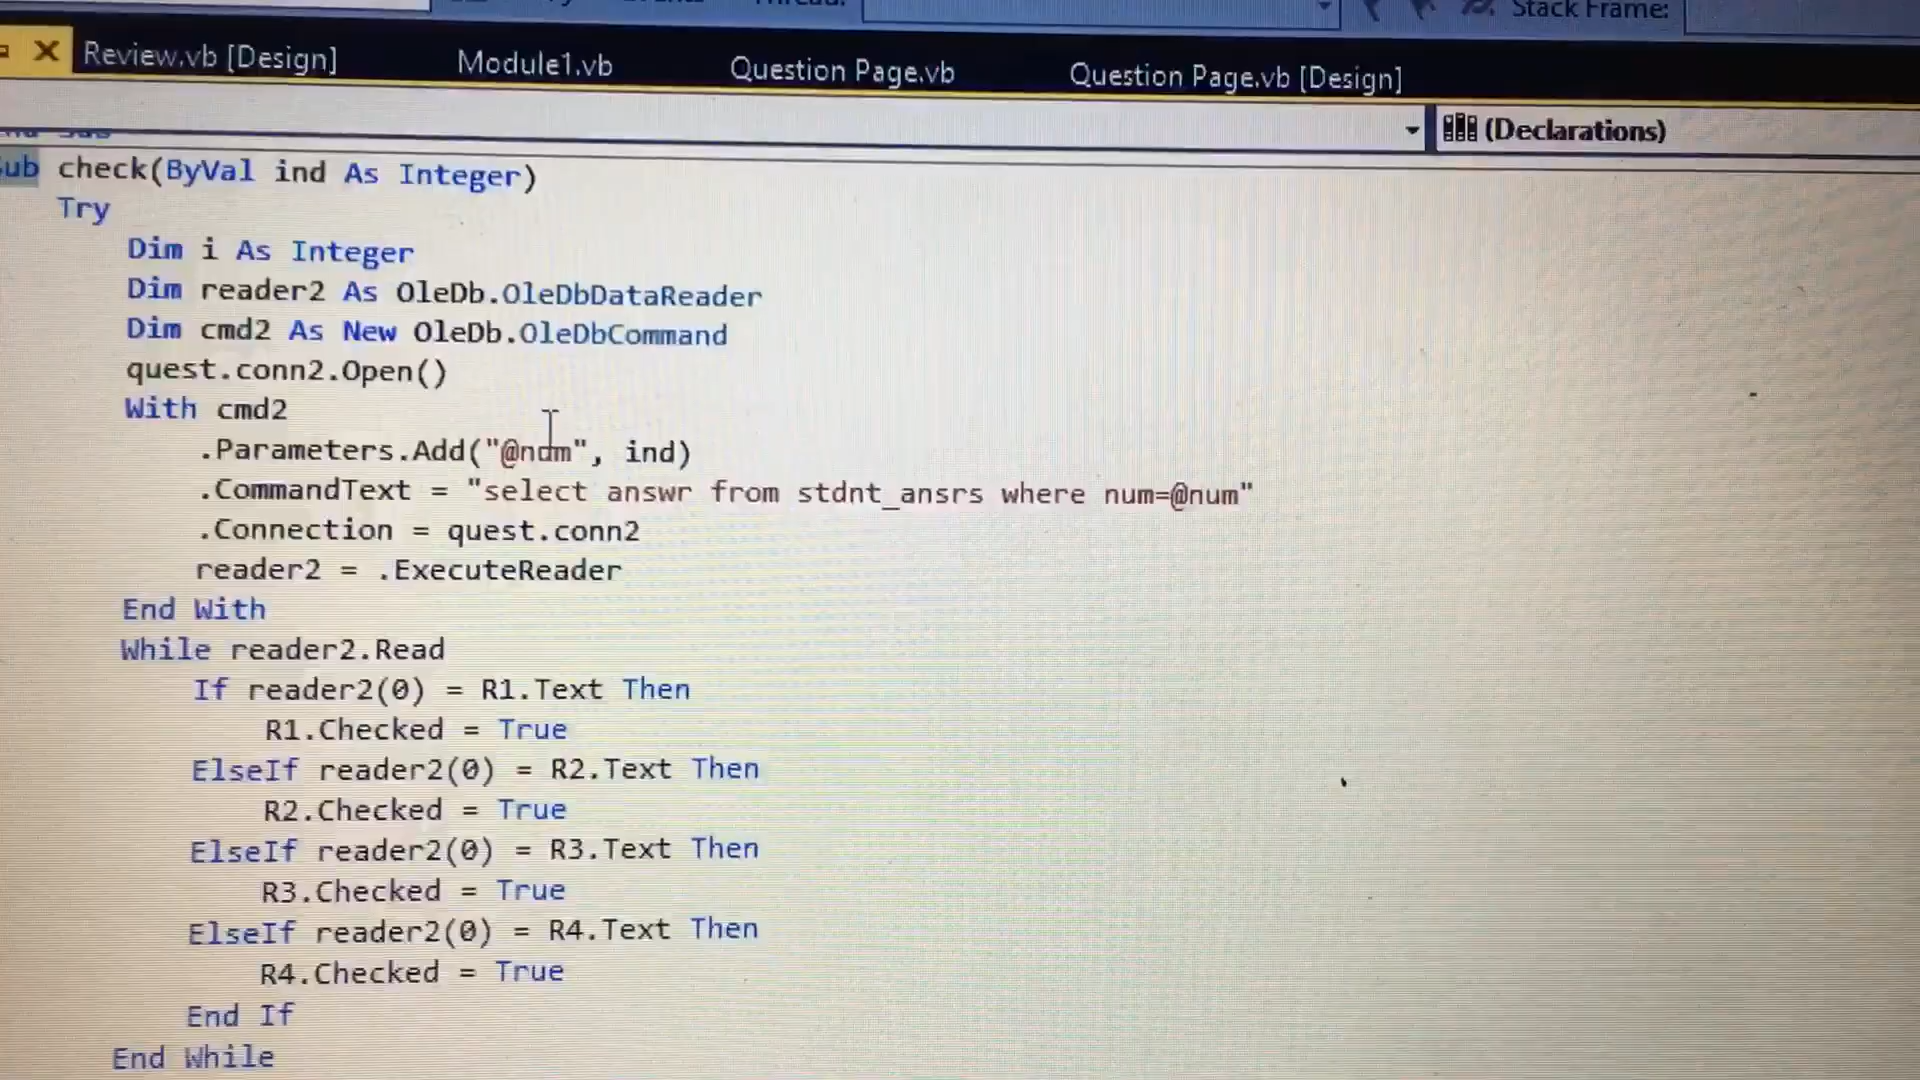 Stack Frame:
Review.vb [Design] Module1.vb Question Page.vb Question Page.vb [Design]
(Declarations)
Sub check(ByVal ind As Integer)
Try
Dim i As Integer
Dim reader2 As OleDb.OleDbDataReader
Dim cmd2 As New OleDb.OleDbCommand
quest.conn2.Open()
With cmd2
.Parameters.Add("@num", ind)
.CommandText = "select answr from stdnt_ansrs where num=@num"
.Connection = quest.conn2
reader2 = .ExecuteReader
End With
While reader2.Read
If reader2(0) = R1.Text Then
R1.Checked = True
ElseIf reader2(0) = R2.Text Then
R2.Checked = True
ElseIf reader2(0) = R3.Text Then
R3.Checked = True
ElseIf reader2(0) = R4.Text Then
R4.Checked = True
End If
End While